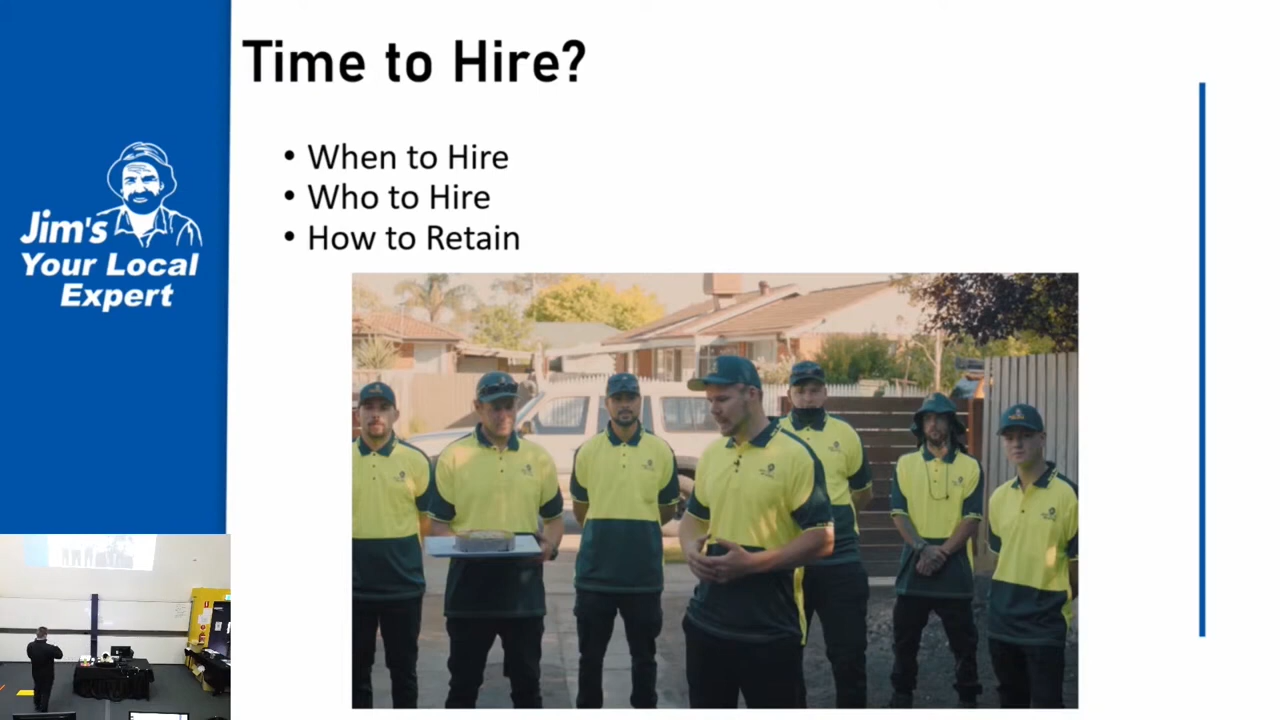 Time to Hire?
• When to Hire
• Who to Hire
• How to Retain
Jim's
Your Local
Expert